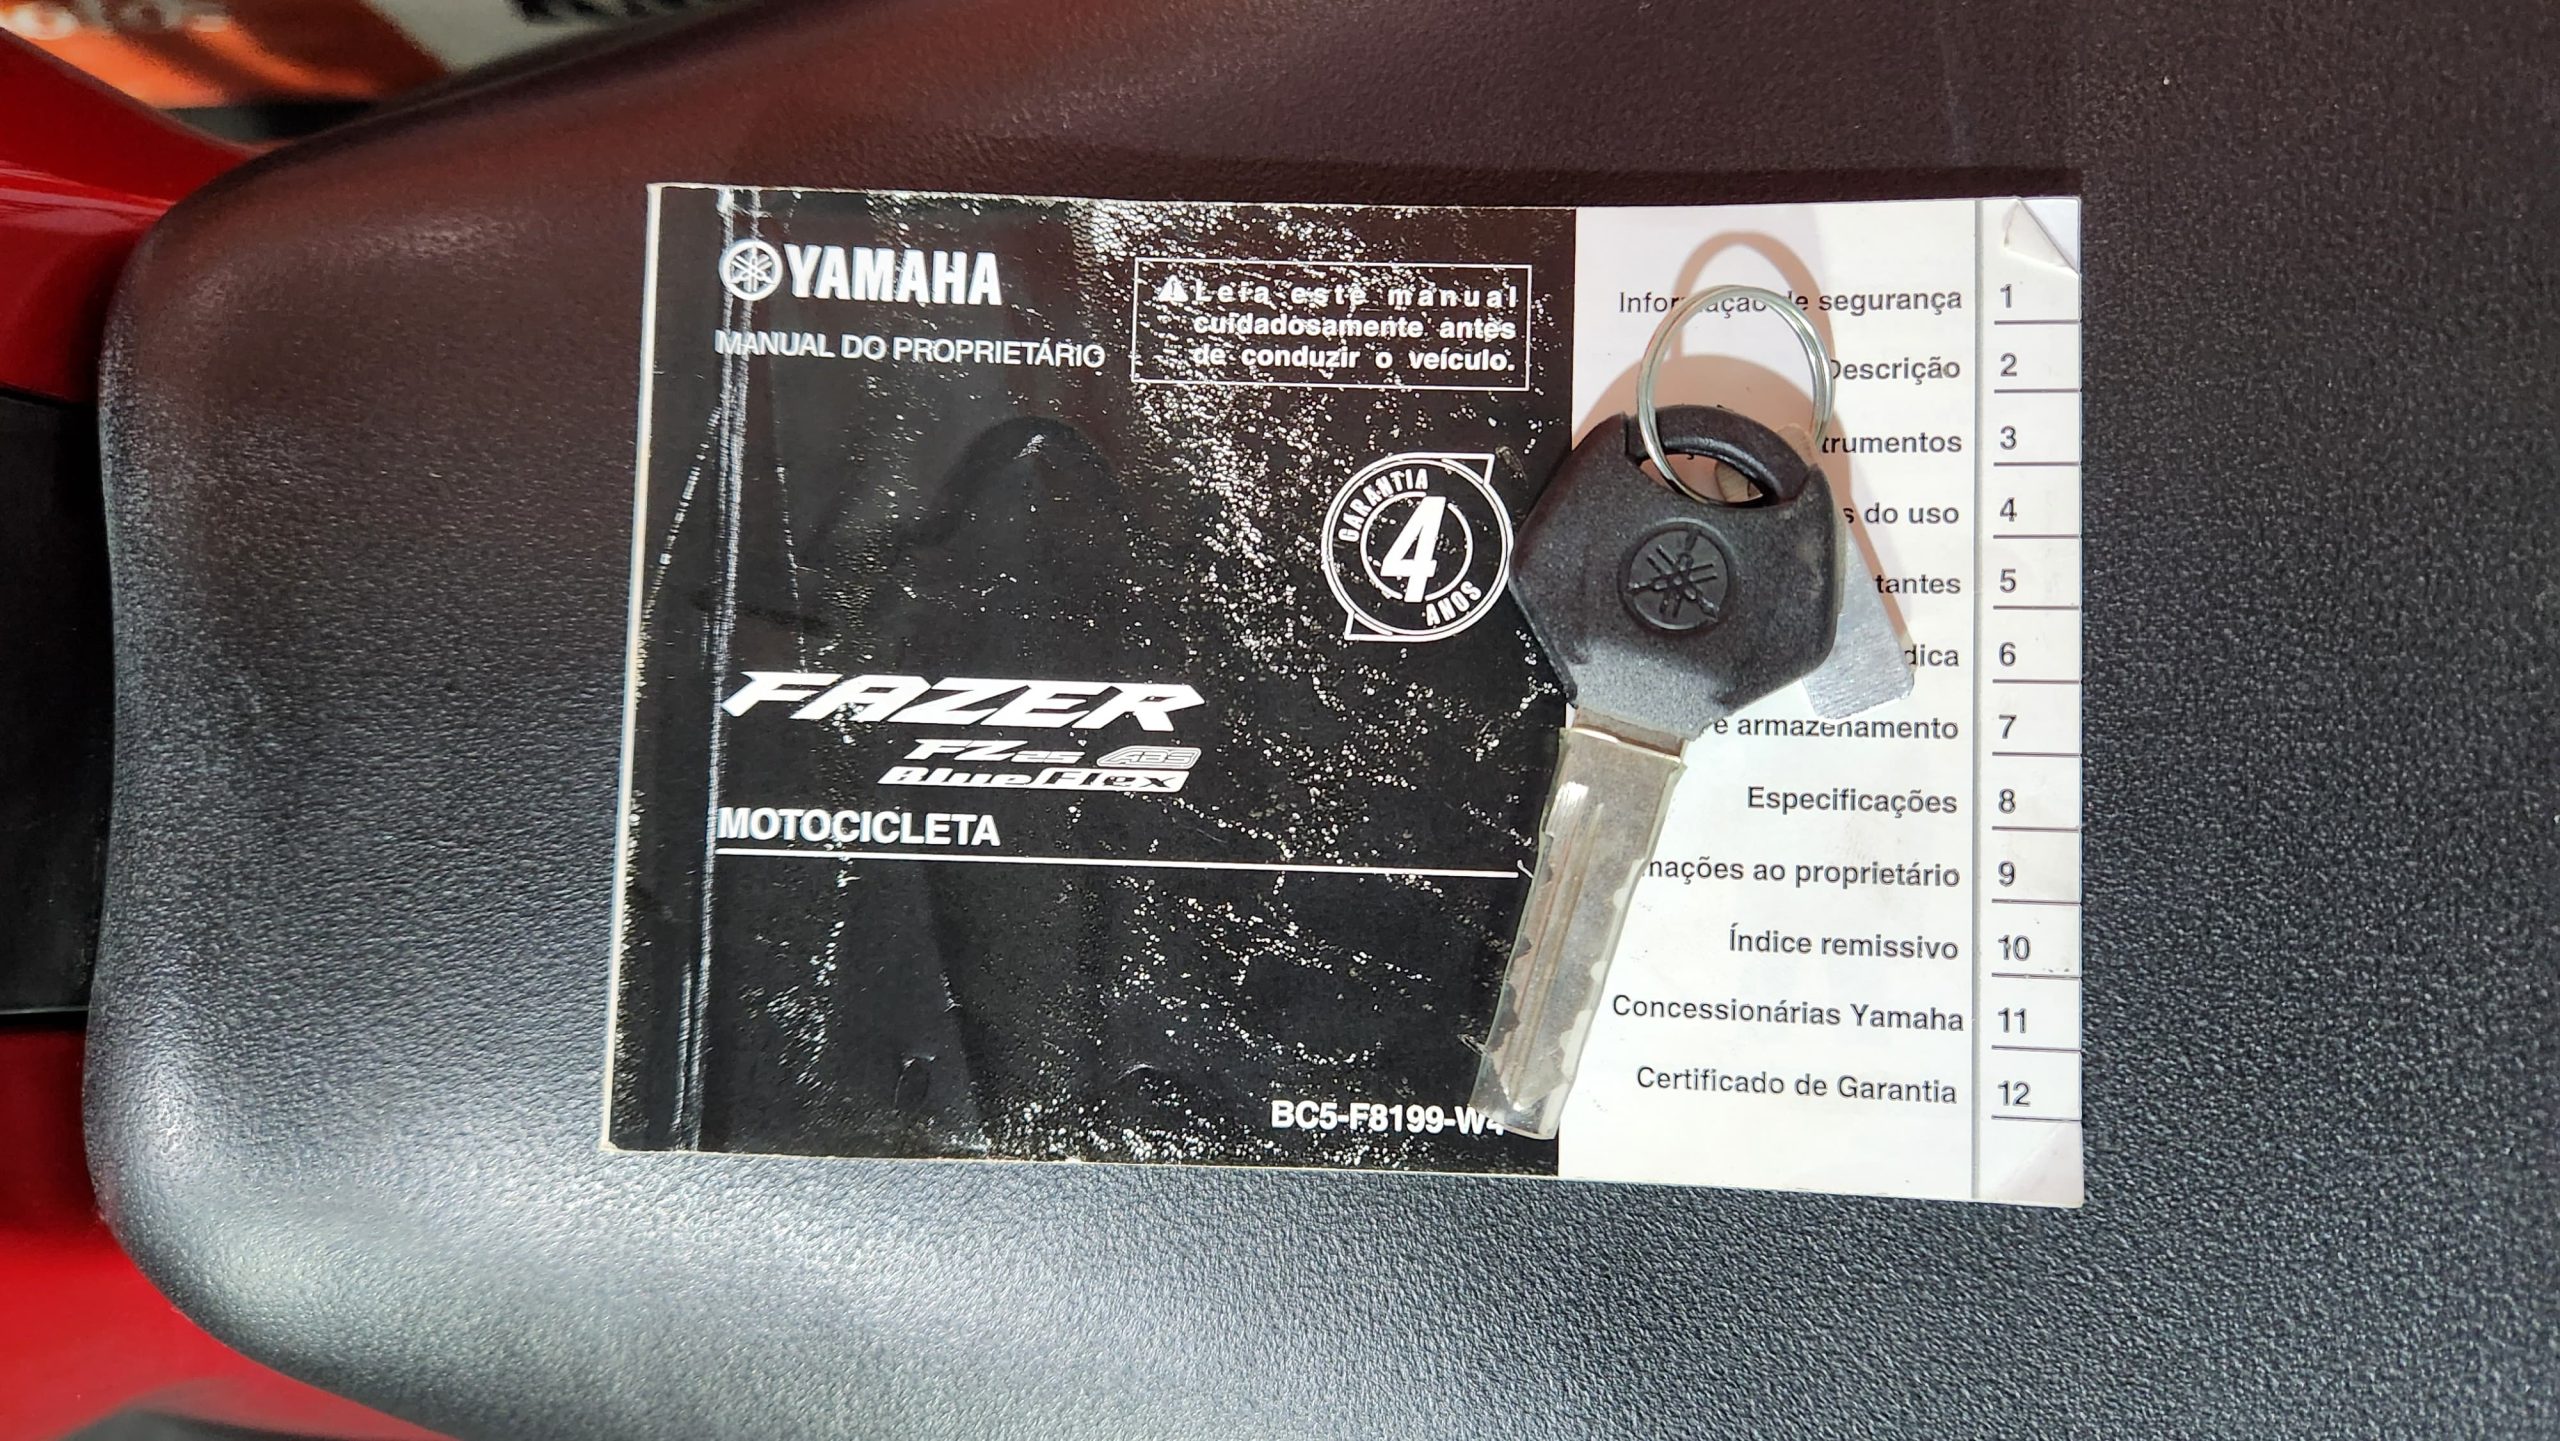 YAMAHA
MANUAL DO PROPRIETÁRIO
Leia este manual
cuidadosamente antes
de conduzir o veículo.
GARANTIA
4
ANOS
FAZER
FZ25 ABS
BlueFlex
MOTOCICLETA
BC5-F8199-W4
de segurança 1
Descrição 2
trumentos 3
do uso 4
tantes 5
dica 6
e armazenamento 7
Especificações 8
mações ao proprietário 9
Índice remissivo 10
Concessionárias Yamaha 11
Certificado de Garantia 12